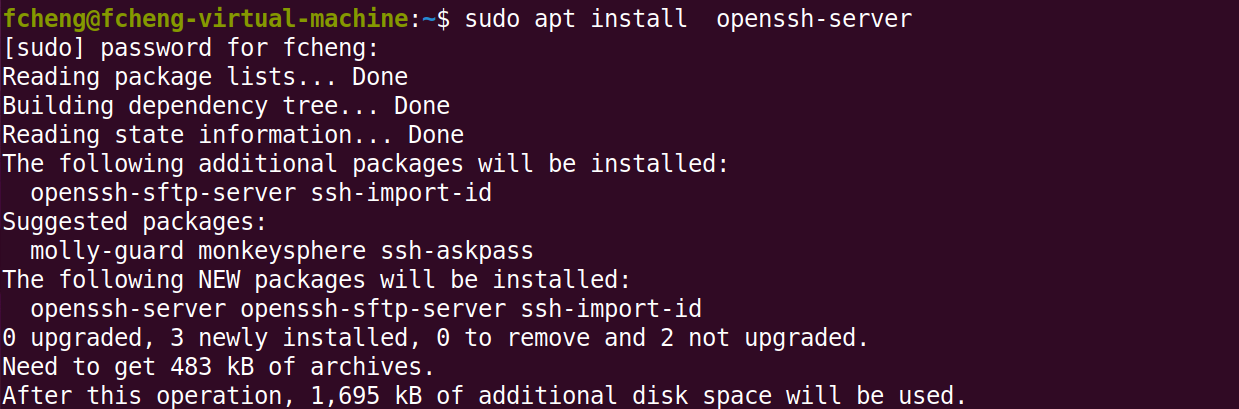 fcheng@fcheng-virtual-machine:~$ sudo apt install  openssh-server
[sudo] password for fcheng:
Reading package lists... Done
Building dependency tree... Done
Reading state information... Done
The following additional packages will be installed:
  openssh-sftp-server ssh-import-id
Suggested packages:
  molly-guard monkeysphere ssh-askpass
The following NEW packages will be installed:
  openssh-server openssh-sftp-server ssh-import-id
0 upgraded, 3 newly installed, 0 to remove and 2 not upgraded.
Need to get 483 kB of archives.
After this operation, 1,695 kB of additional disk space will be used.